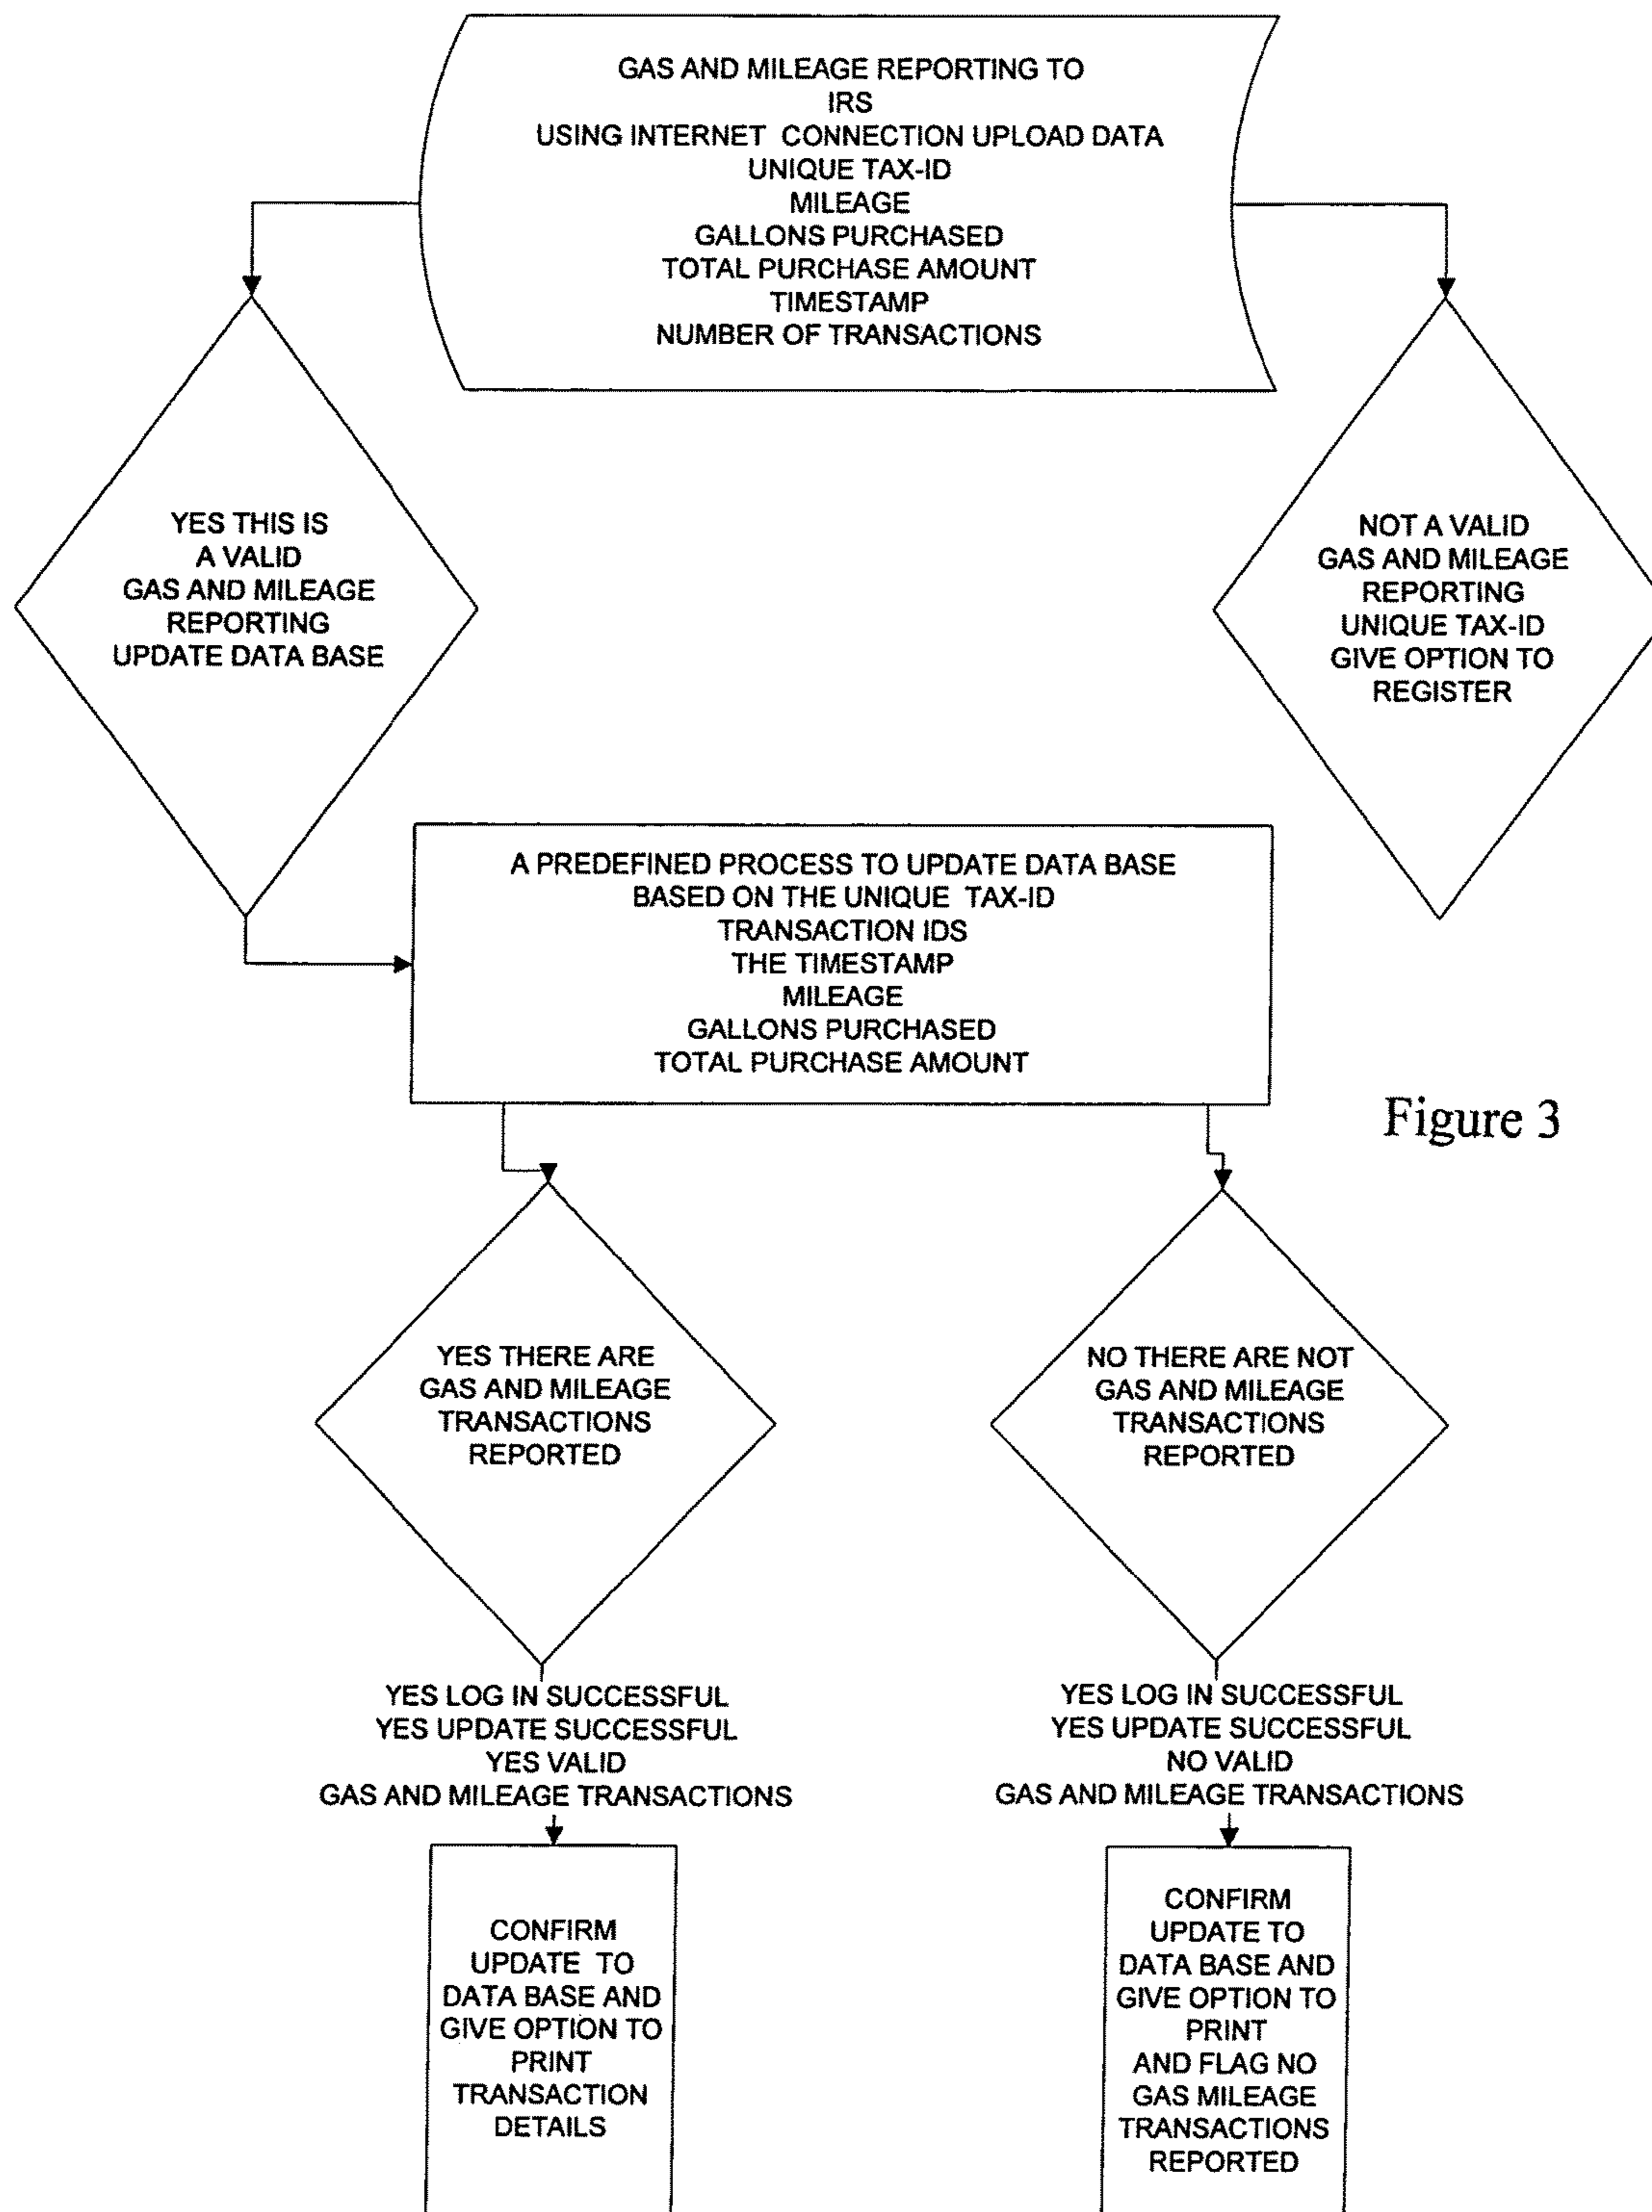 GAS AND MILEAGE REPORTING TO
IRS
USING INTERNET CONNECTION UPLOAD DATA
UNIQUE TAX-ID
MILEAGE
GALLONS PURCHASED
TOTAL PURCHASE AMOUNT
TIMESTAMP
NUMBER OF TRANSACTIONS
YES THIS IS
A VALID
GAS AND MILEAGE
REPORTING
UPDATE DATA BASE
NOT A VALID
GAS AND MILEAGE
REPORTING
UNIQUE TAX-ID
GIVE OPTION TO
REGISTER
A PREDEFINED PROCESS TO UPDATE DATA BASE
BASED ON THE UNIQUE TAX-ID
TRANSACTION IDS
THE TIMESTAMP
MILEAGE
GALLONS PURCHASED
TOTAL PURCHASE AMOUNT
Figure 3
YES THERE ARE
GAS AND MILEAGE
TRANSACTIONS
REPORTED
NO THERE ARE NOT
GAS AND MILEAGE
TRANSACTIONS
REPORTED
YES LOG IN SUCCESSFUL
YES UPDATE SUCCESSFUL
YES VALID
GAS AND MILEAGE TRANSACTIONS
YES LOG IN SUCCESSFUL
YES UPDATE SUCCESSFUL
NO VALID
GAS AND MILEAGE TRANSACTIONS
CONFIRM
UPDATE TO
DATA BASE AND
GIVE OPTION TO
PRINT
TRANSACTION
DETAILS
CONFIRM
UPDATE TO
DATA BASE AND
GIVE OPTION TO
PRINT
AND FLAG NO
GAS MILEAGE
TRANSACTIONS
REPORTED